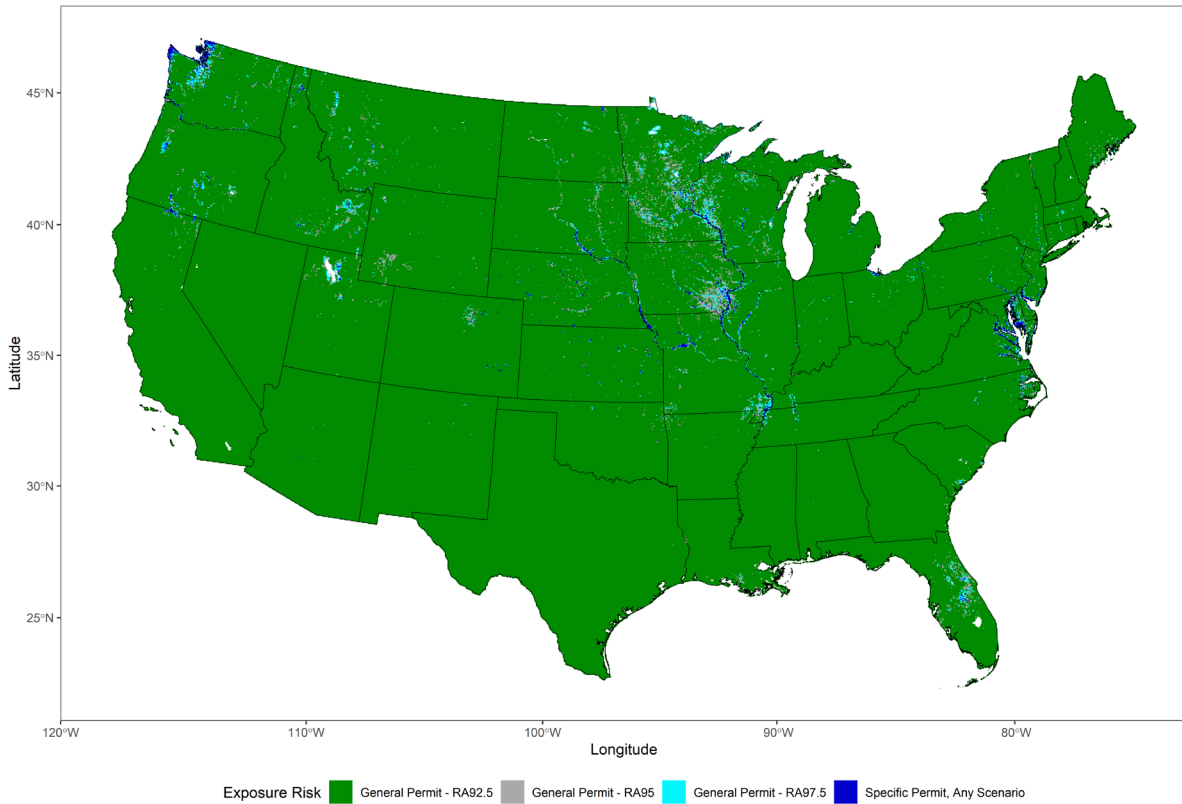 45°N
40°N
35°N
30°N
25°N
Latitude
120°W 110°W 100°W 90°W 80°W
Longitude
Exposure Risk General Permit - RA92.5 General Permit - RA95 General Permit - RA97.5 Specific Permit, Any Scenario